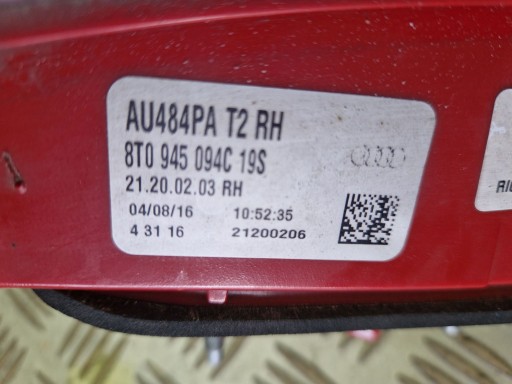 AU484PA T2 RH
8T0 945 094C 19S
21.20.02.03 RH
04/08/16 10:52:35
4 31 16 21200206